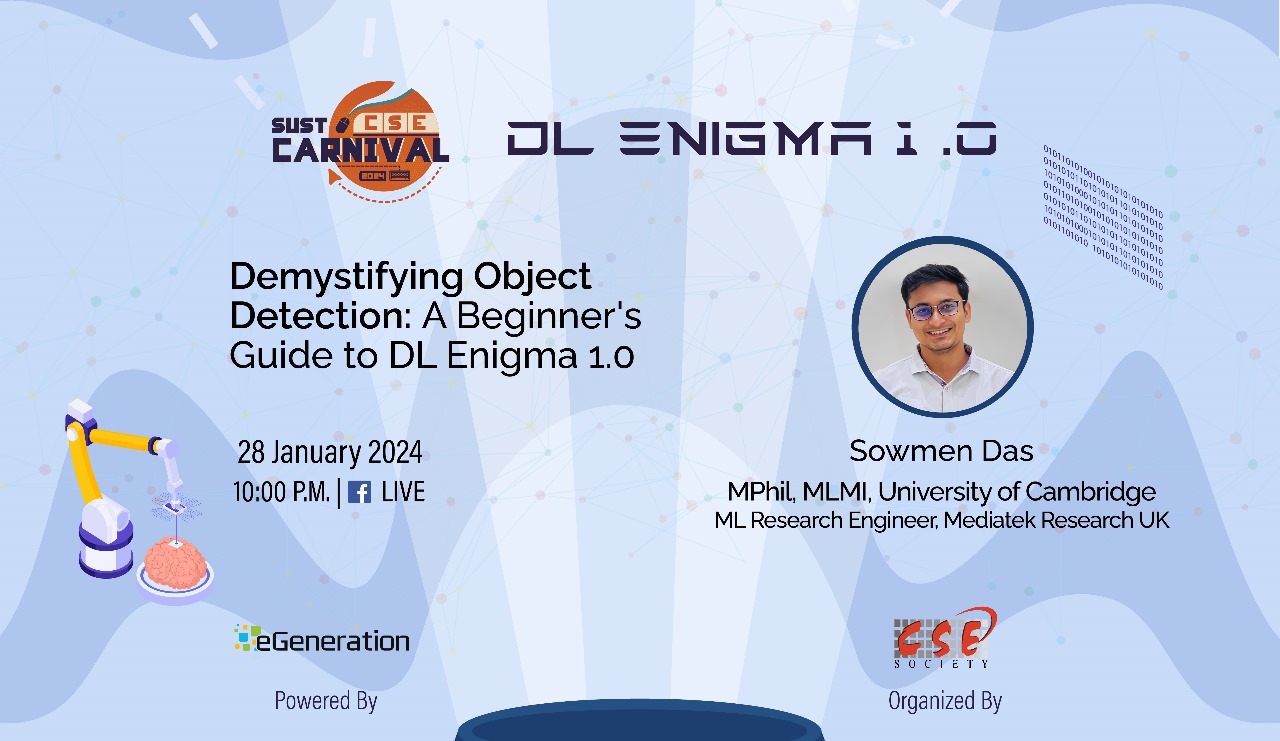 SUST CSE
CARNIVAL
2024
DL ENIGMA 1.0
Demystifying Object
Detection: A Beginner's
Guide to DL Enigma 1.0
28 January 2024
10:00 P.M. | f LIVE
Sowmen Das
MPhil, MLMI, University of Cambridge
ML Research Engineer, Mediatek Research UK
eGeneration
Powered By
CSE
SOCIETY
Organized By